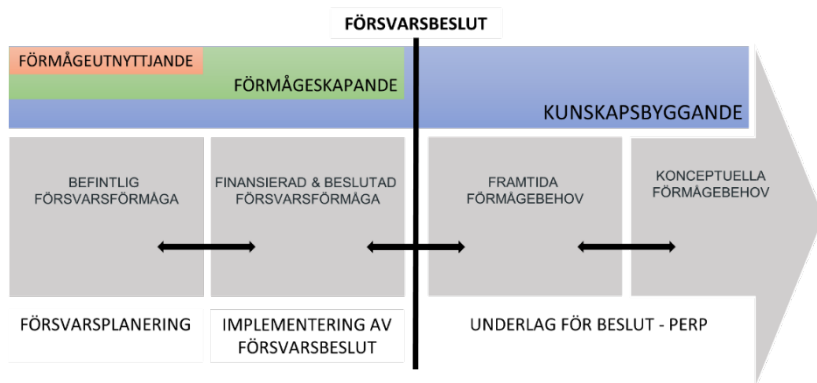 FÖRSVARSBESLUT
FÖRMÅGEUTNYTTJANDE
FÖRMÅGESKAPANDE
KUNSKAPSBYGGANDE
BEFINTLIG
FÖRSVARSFÖRMÅGA
FINANSIERAD & BESLUTAD
FÖRSVARSFÖRMÅGA
FRAMTIDA
FÖRMÅGEBEHOV
KONCEPTUELLA
FÖRMÅGEBEHOV
FÖRSVARSPLANERING
IMPLEMENTERING AV
FÖRSVARSBESLUT
UNDERLAG FÖR BESLUT - PERP